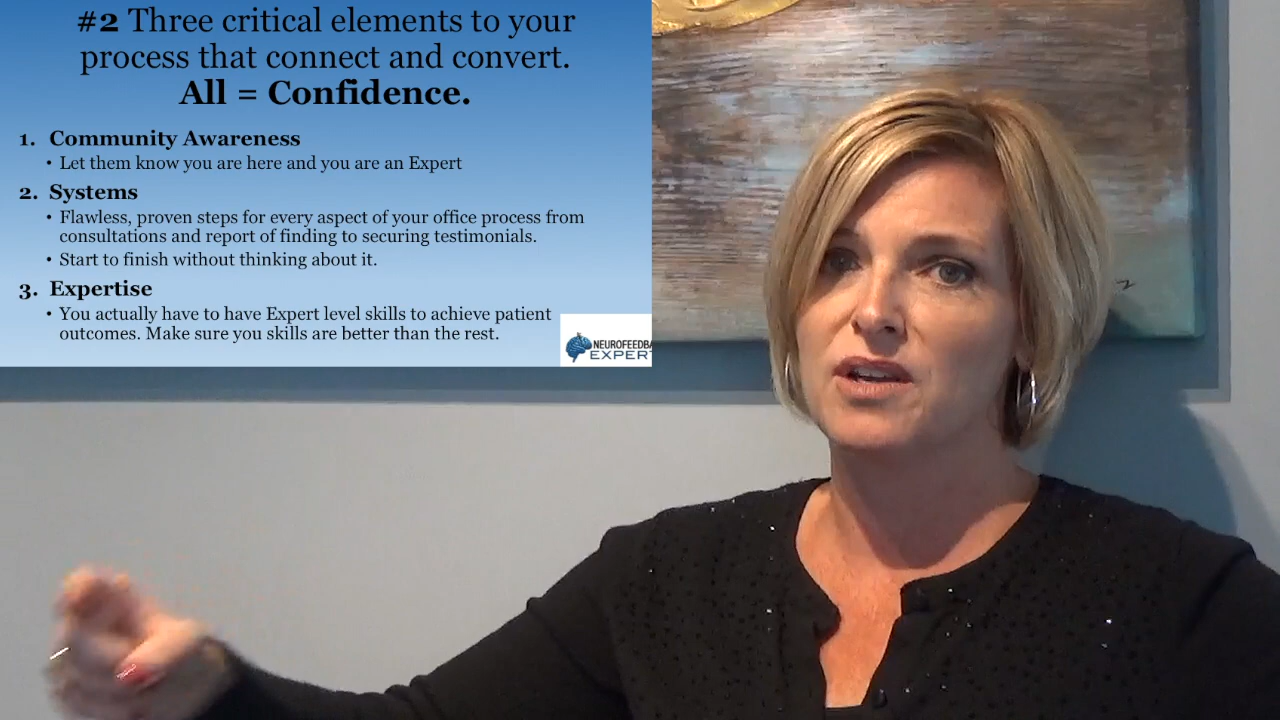 #2 Three critical elements to your
process that connect and convert.
All = Confidence.
1. Community Awareness
• Let them know you are here and you are an Expert
2. Systems
• Flawless, proven steps for every aspect of your office process from
consultations and report of finding to securing testimonials.
• Start to finish without thinking about it.
3. Expertise
• You actually have to have Expert level skills to achieve patient
outcomes. Make sure you skills are better than the rest.
NEUROFEEDBA
EXPERT